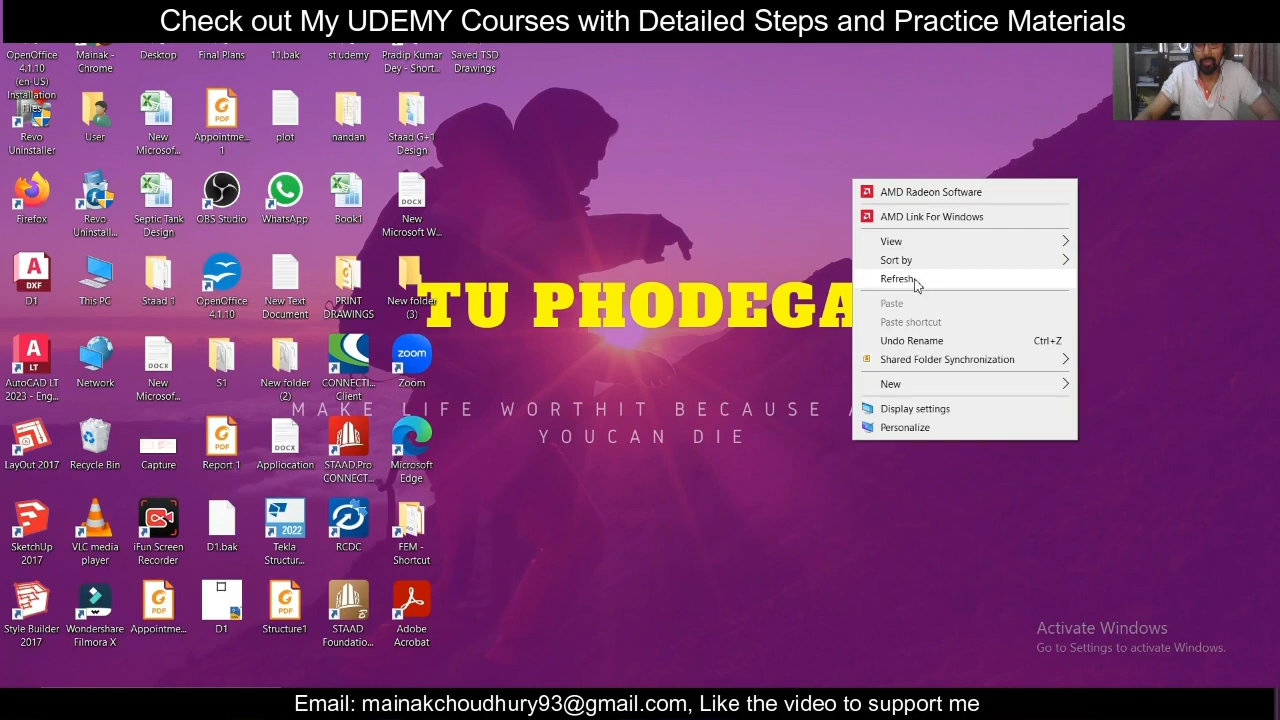 Check out My UDEMY Courses with Detailed Steps and Practice Materials
OpenOffice
4.1.10
(en-US)
Installation
Files
Mainak -
Chrome
Desktop
Final Plans
11.bak
st udemy
Pradip Kumar
Dey - Short...
Saved TSD
Drawings
Revo
Uninstaller
User
New
Microsof...
Appointme...
1
plot
nandan
Staad G+1
Design
Firefox
Revo
Uninstall...
Septic Tank
Design
OBS Studio
WhatsApp
Book1
New
Microsoft W...
D1
This PC
Staad 1
OpenOffice
4.1.10
New Text
Document
PRINT
DRAWINGS
New folder
(3)
AutoCAD LT
2023 - Eng...
Network
New
Microsof...
S1
New folder
(2)
CONNECTI...
Client
Zoom
LayOut 2017
Recycle Bin
Capture
Report 1
Appliocation
STAAD.Pro
CONNECT...
Microsoft
Edge
SketchUp
2017
VLC media
player
iFun Screen
Recorder
D1.bak
Tekla
Structur...
RCDC
FEM -
Shortcut
Style Builder
2017
Wondershare
Filmora X
Appointme...
D1
Structure1
STAAD
Foundatio...
Adobe
Acrobat
TU PHODEGA
MAKE LIFE WORTHIT BECAUSE A
YOUCAN DIE
AMD Radeon Software
AMD Link For Windows
View
Sort by
Refresh
Paste
Paste shortcut
Undo Rename Ctrl+Z
Shared Folder Synchronization
New
Display settings
Personalize
Activate Windows
Go to Settings to activate Windows.
Email: mainakchoudhury93@gmail.com, Like the video to support me